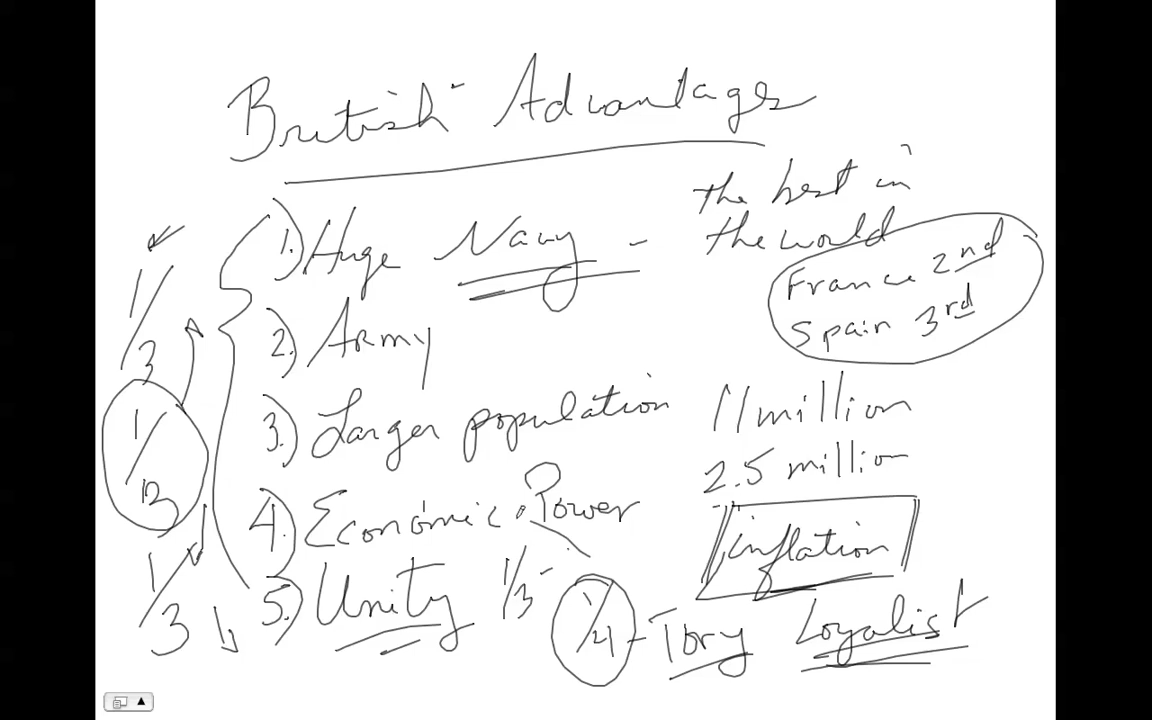 British Advantages
1.) Huge Navy - the best in
the world
France 2nd
Spain 3rd
2.) Army
3.) Larger population 11 million
2.5 million
4.) Economic Power
inflation
5.) Unity 1/3 - 1/4 - Tory Loyalist
1/3
1/3
1/3